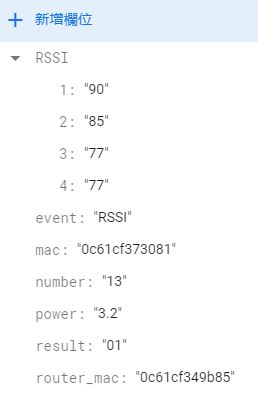 + 新增欄位
RSSI
1: "90"
2: "85"
3: "77"
4: "77"
event: "RSSI"
mac: "0c61cf373081"
number: "13"
power: "3.2"
result: "01"
router_mac: "0c61cf349b85"